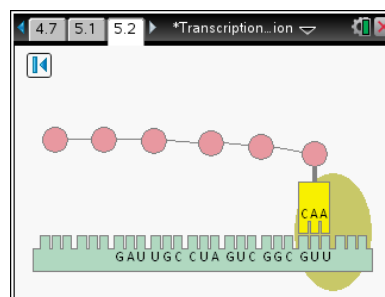 4.7 5.1 5.2 *Transcription...ion
CAA
GAU UGC CUA GUC GGC GUU